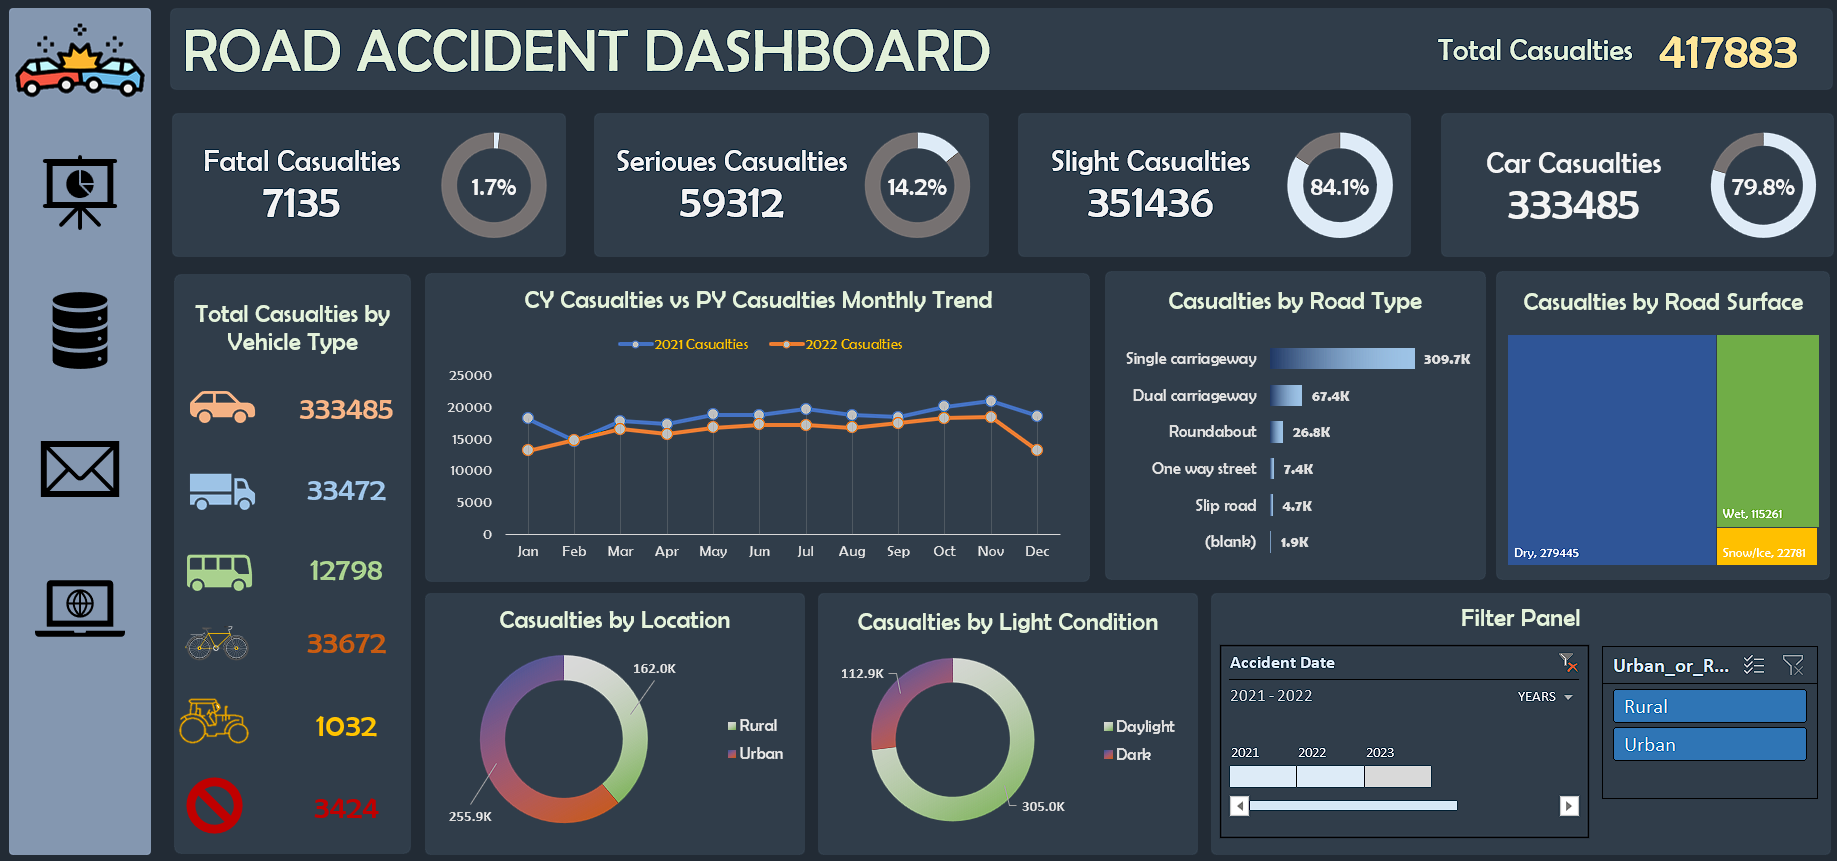 ROAD ACCIDENT DASHBOARD
Total Casualties 417883
Fatal Casualties
7135
1.7%
Serioues Casualties
59312
14.2%
Slight Casualties
351436
84.1%
Car Casualties
333485
79.8%
Total Casualties by
Vehicle Type
333485
33472
12798
33672
1032
3424
CY Casualties vs PY Casualties Monthly Trend
2021 Casualties 2022 Casualties
25000
20000
15000
10000
5000
0
Jan Feb Mar Apr May Jun Jul Aug Sep Oct Nov Dec
Casualties by Road Type
Single carriageway 309.7K
Dual carriageway 67.4K
Roundabout 26.8K
One way street 7.4K
Slip road 4.7K
(blank) 1.9K
Casualties by Road Surface
Dry, 279445
Wet, 115261
Snow/Ice, 22781
Casualties by Location
162.0K
255.9K
Rural
Urban
Casualties by Light Condition
112.9K
305.0K
Daylight
Dark
Filter Panel
Accident Date
2021 - 2022 YEARS
2021 2022 2023
Urban_or_R...
Rural
Urban